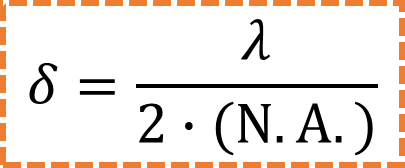 δ = λ / 2 · (N. A. )